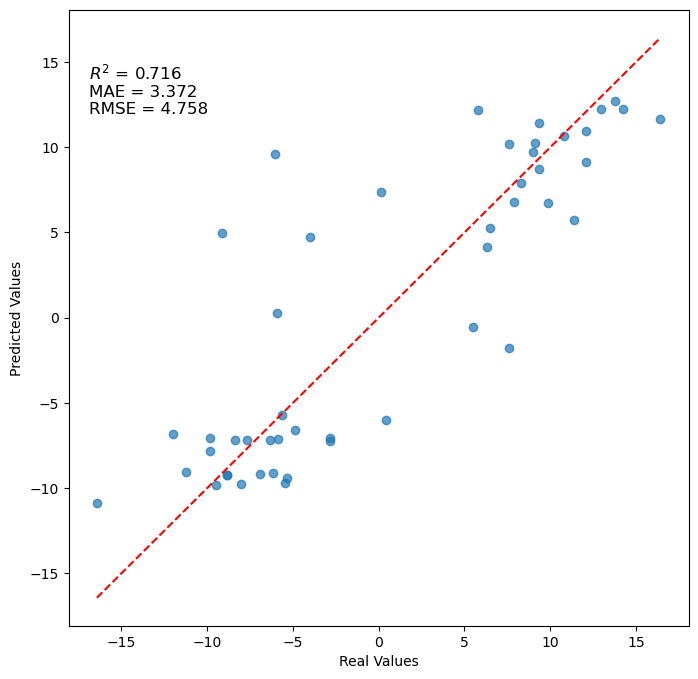 R² = 0.716
MAE = 3.372
RMSE = 4.758
15
10
5
0
−5
−10
−15
Predicted Values
−15 −10 −5 0 5 10 15
Real Values